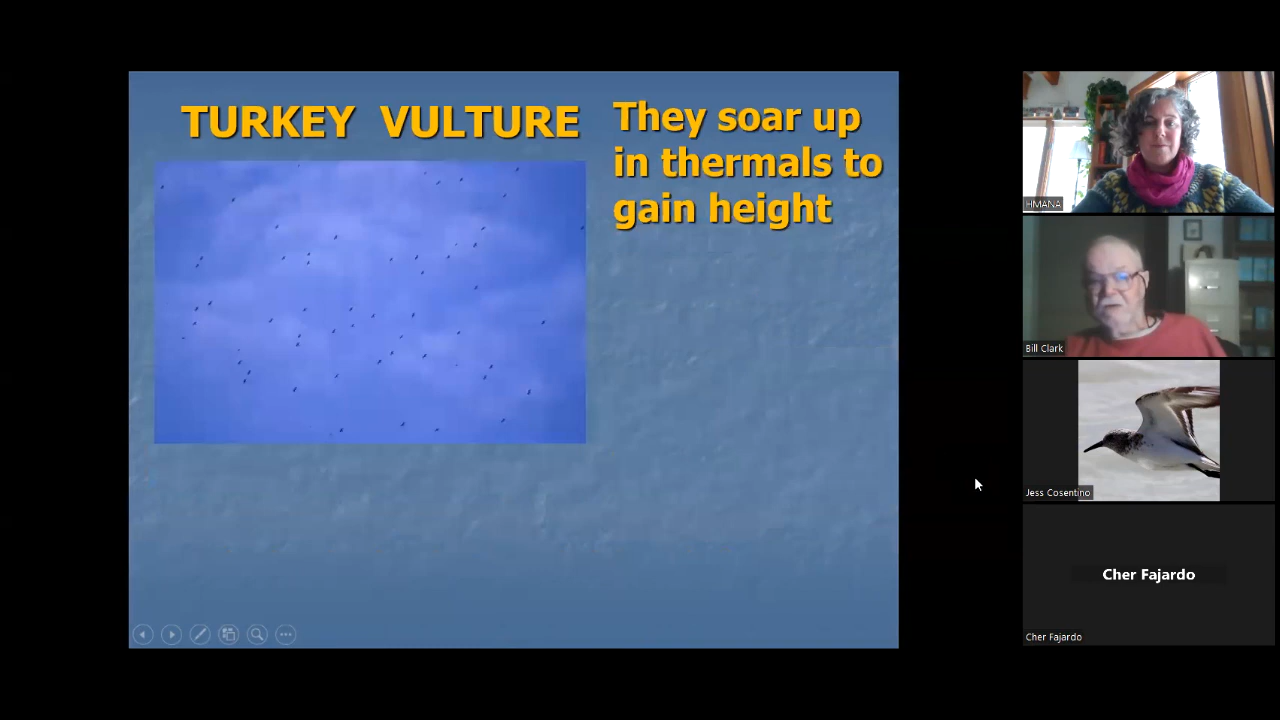 TURKEY VULTURE
They soar up
in thermals to
gain height
HMANA
Bill Clark
Jess Cosentino
Cher Fajardo
Cher Fajardo